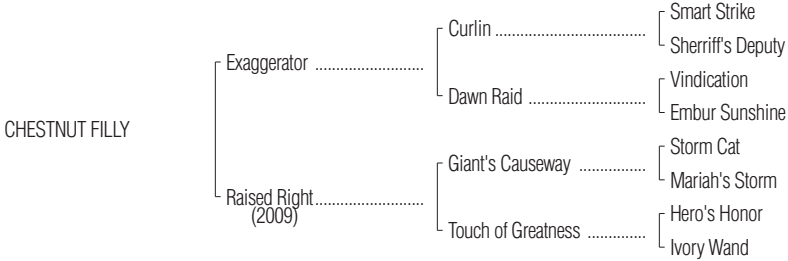 Smart Strike
Curlin ....................................
Sherriff's Deputy
Exaggerator ..........................
Vindication
Dawn Raid ............................
Embur Sunshine
CHESTNUT FILLY
Storm Cat
Giant's Causeway ................
Mariah's Storm
Raised Right..........................
(2009)
Hero's Honor
Touch of Greatness ..............
Ivory Wand